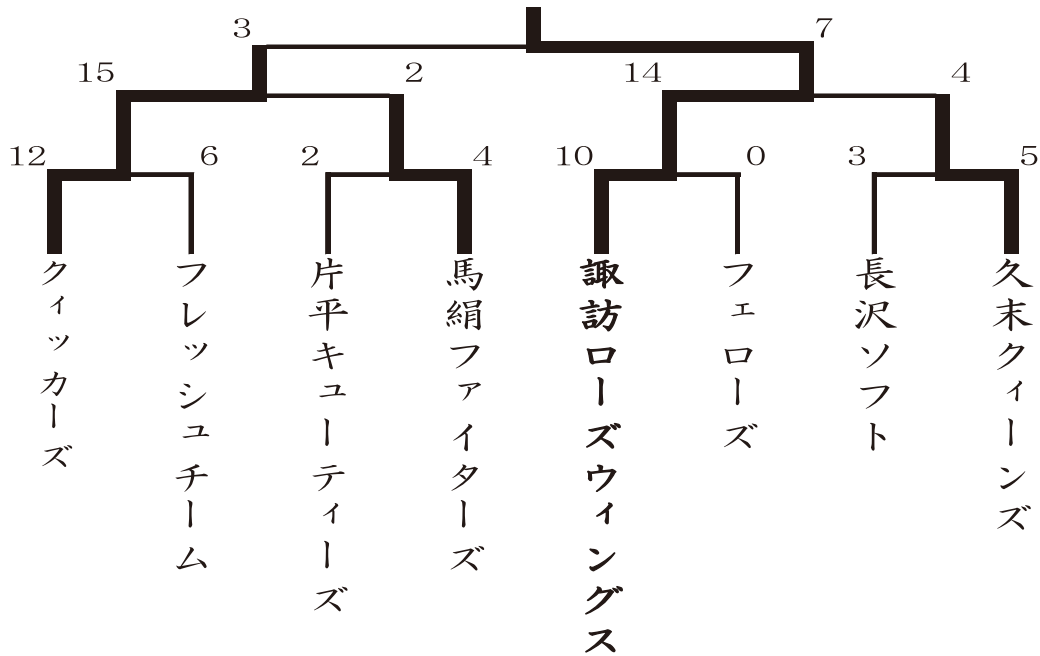 3
7
15
2
14
4
12
6
2
4
10
0
3
5
クィッカーズ
フレッシュチーム
片平キューティーズ
馬絹ファイターズ
諏訪ローズウィングス
フェローズ
長沢ソフト
久末クィーンズ